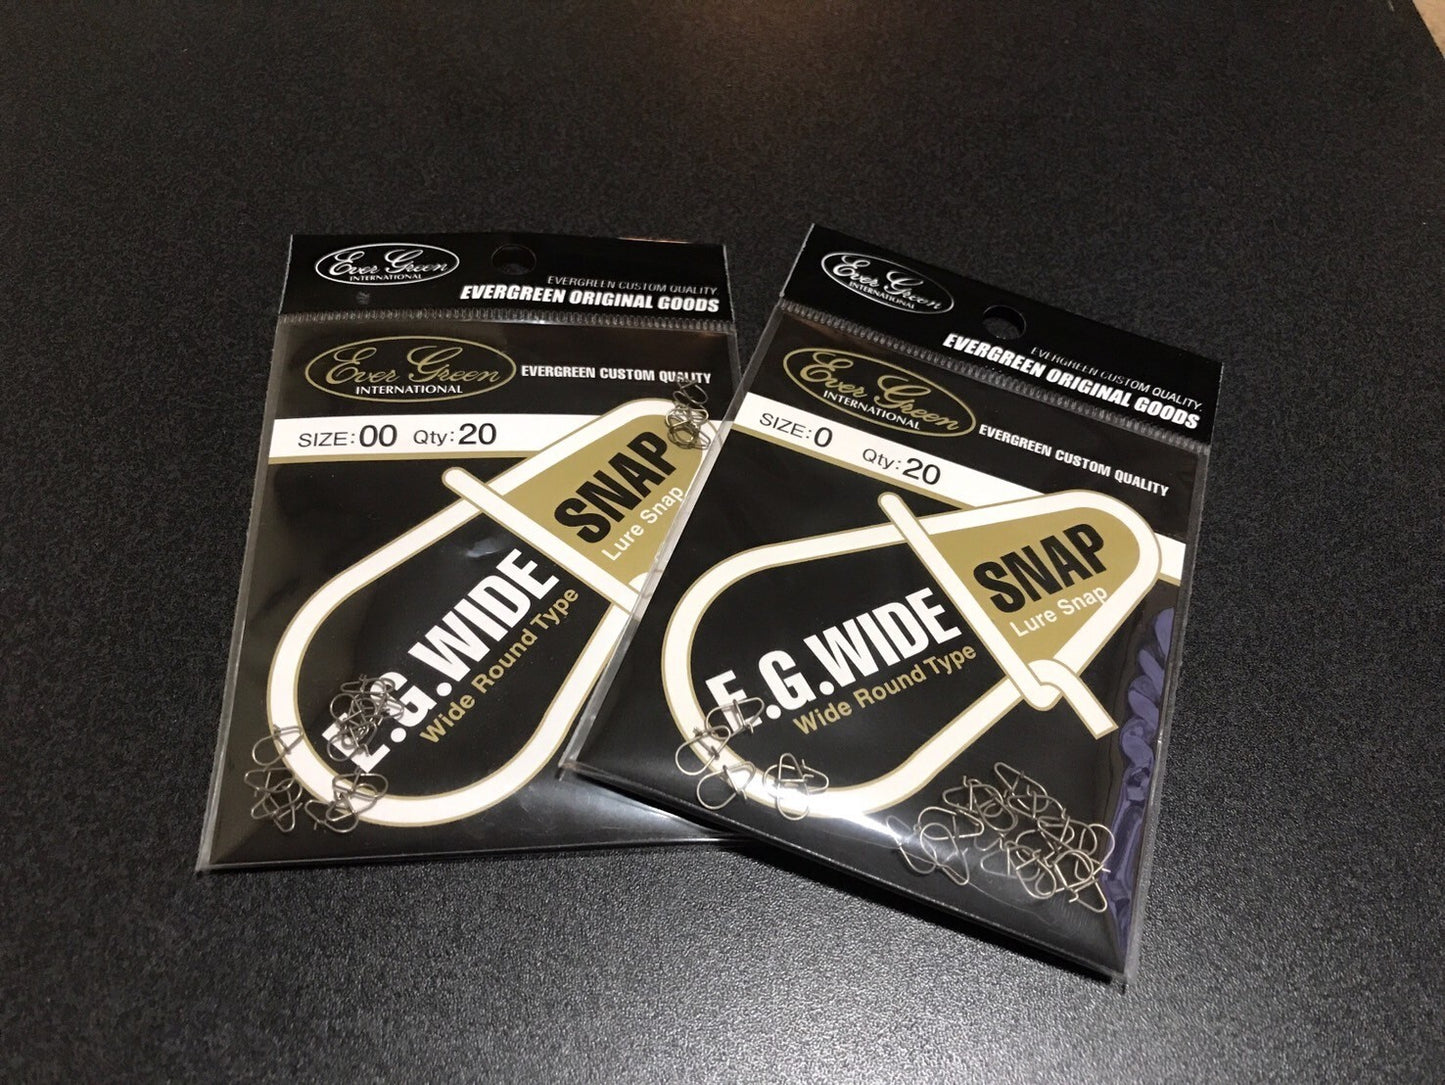 Ever Green
INTERNATIONAL
EVERGREEN CUSTOM QUALITY.
EVERGREEN ORIGINAL GOODS
Ever Green
INTERNATIONAL
EVERGREEN CUSTOM QUALITY
SIZE:00 Qty:20
SNAP
Lure Snap
E.G.WIDE
Wide Round Type
Ever Green
INTERNATIONAL
EVERGREEN CUSTOM QUALITY.
EVERGREEN ORIGINAL GOODS
Ever Green
INTERNATIONAL
EVERGREEN CUSTOM QUALITY
SIZE:0 Qty:20
SNAP
Lure Snap
E.G.WIDE
Wide Round Type